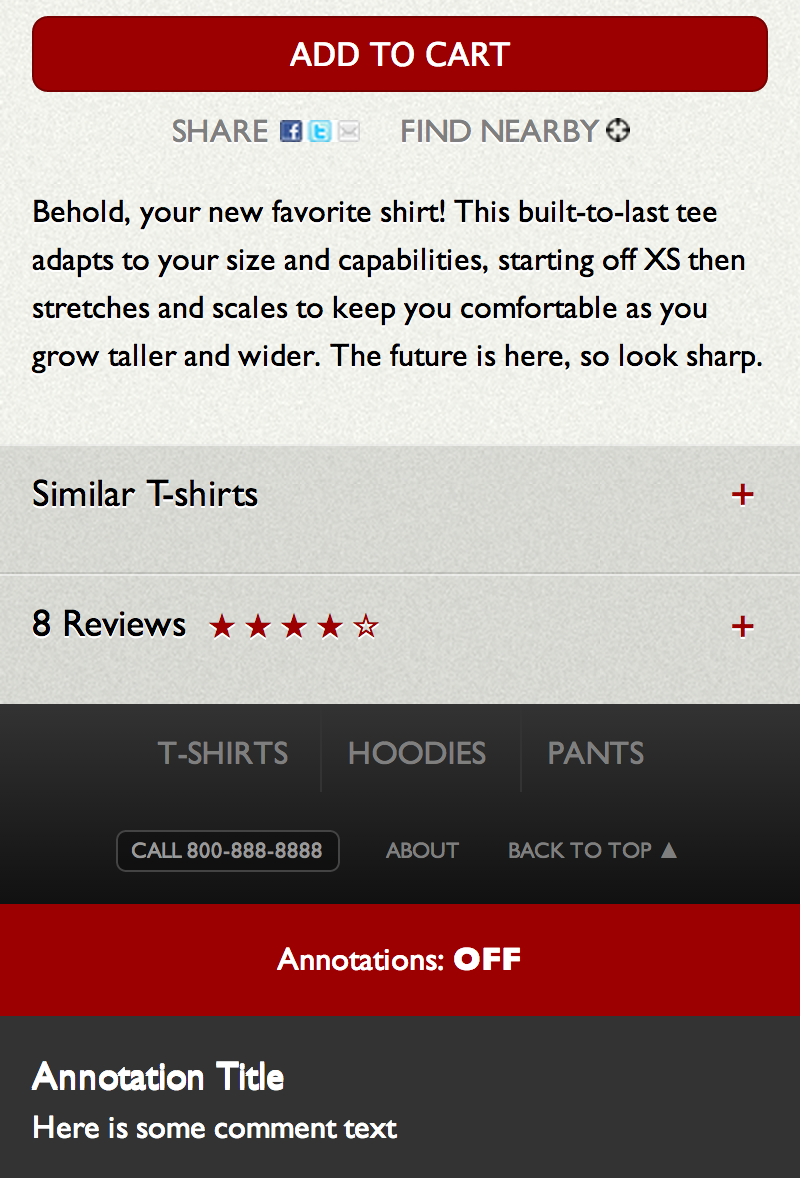 ADD TO CART
SHARE FIND NEARBY
Behold, your new favorite shirt! This built-to-last tee
adapts to your size and capabilities, starting off XS then
stretches and scales to keep you comfortable as you
grow taller and wider. The future is here, so look sharp.
Similar T-shirts +
8 Reviews ★ ★ ★ ★ ☆ +
T-SHIRTS HOODIES PANTS
CALL 800-888-8888 ABOUT BACK TO TOP ▲
Annotations: OFF
Annotation Title
Here is some comment text